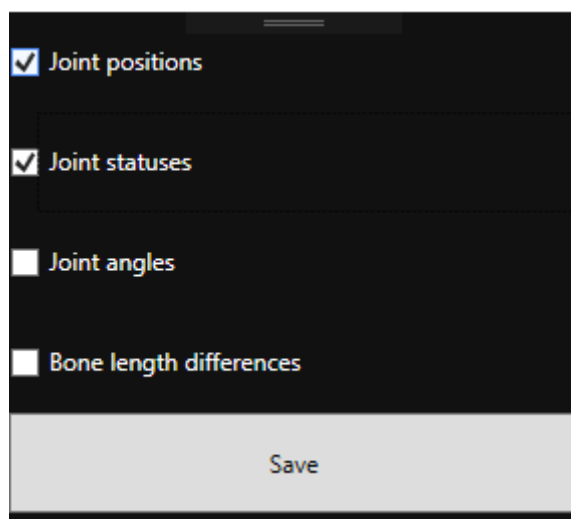 Joint positions
Joint statuses
Joint angles
Bone length differences
Save